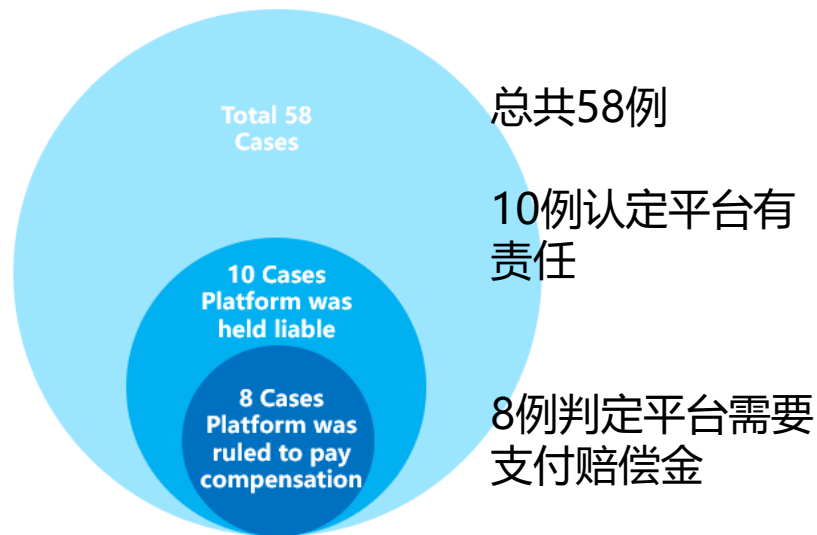 Total 58
Cases
总共58例
10例认定平台有
责任
10 Cases
Platform was
held liable
8 Cases
Platform was
ruled to pay
compensation
8例判定平台需要
支付赔偿金